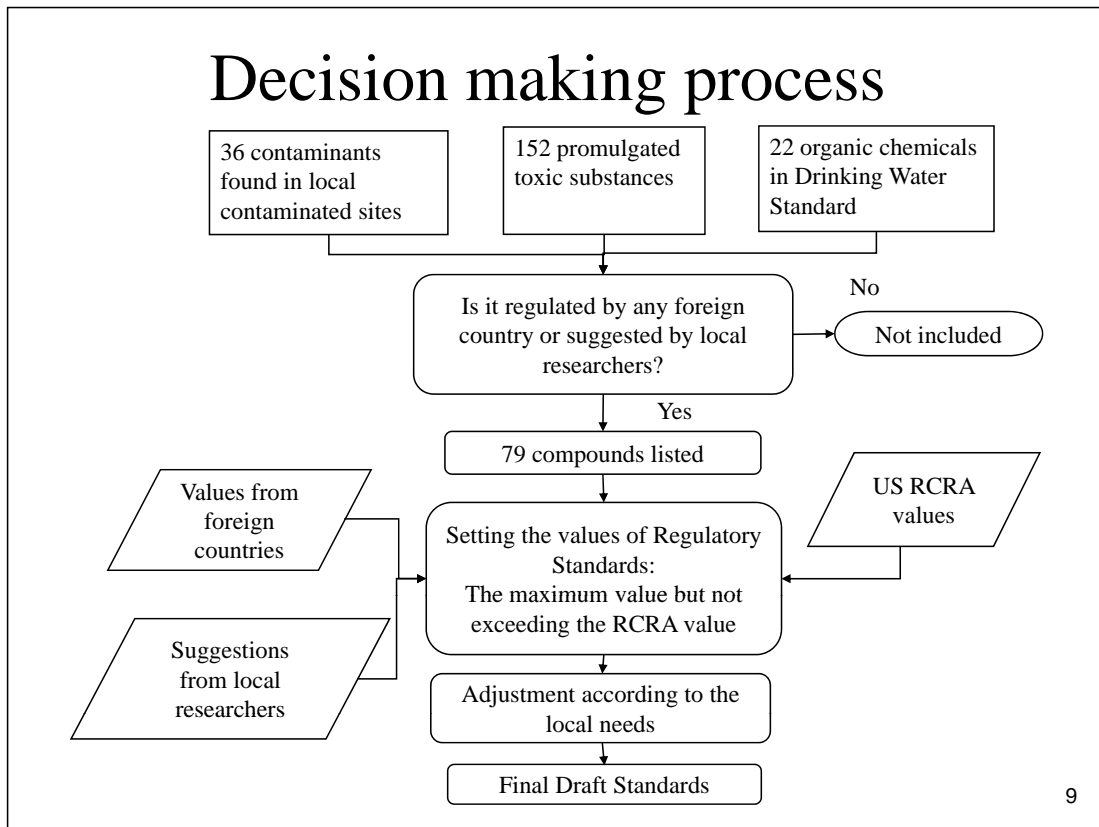 Decision making process
36 contaminants
found in local
contaminated sites
152 promulgated
toxic substances
22 organic chemicals
in Drinking Water
Standard
Is it regulated by any foreign
country or suggested by local
researchers?
No
Not included
Yes
79 compounds listed
Values from
foreign
countries
US RCRA
values
Setting the values of Regulatory
Standards:
The maximum value but not
exceeding the RCRA value
Suggestions
from local
researchers
Adjustment according to the
local needs
Final Draft Standards
9